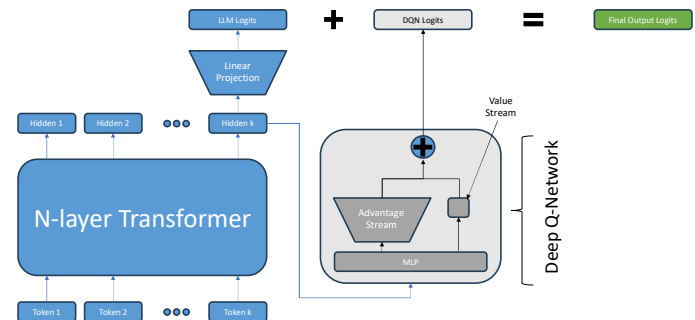 LLM Logits
+
DQN Logits
=
Final Output Logits
Linear
Projection
Hidden 1
Hidden 2
Hidden k
Value
Stream
N-layer Transformer
+
Advantage
Stream
MLP
Deep Q-Network
Token 1
Token 2
Token k